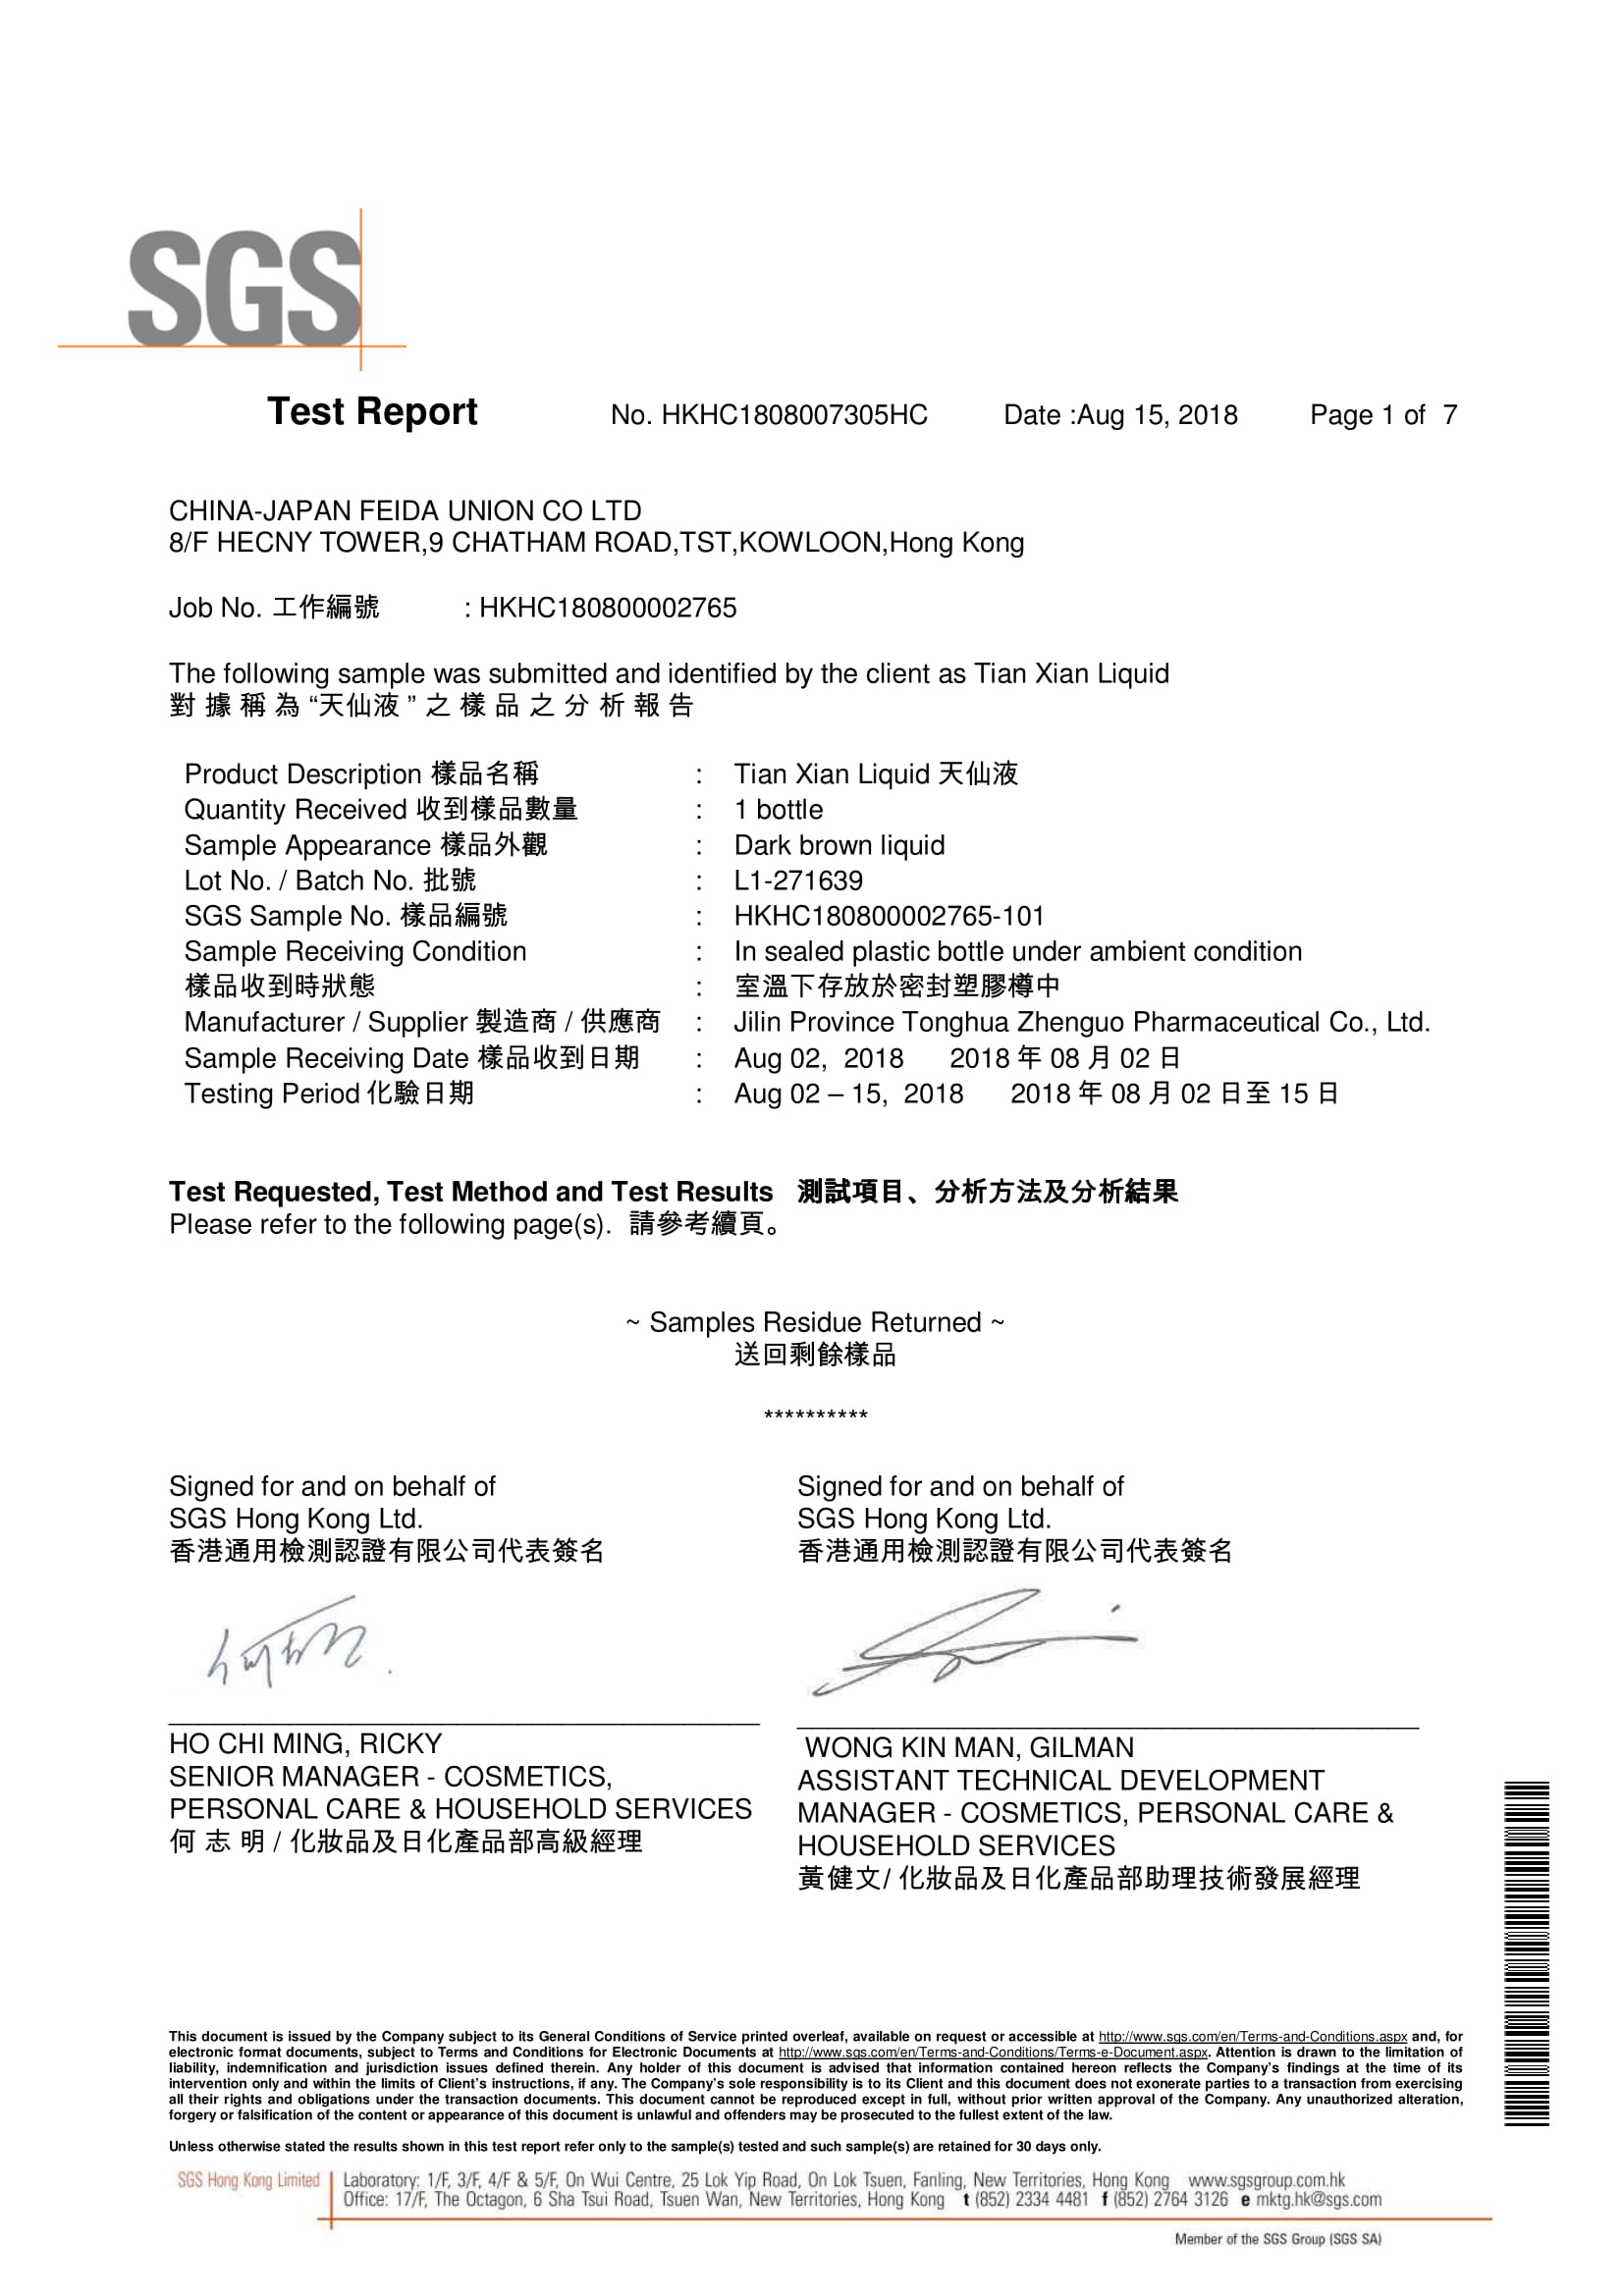 SGS
Test Report No. HKHC1808007305HC Date :Aug 15, 2018 Page 1 of 7
CHINA-JAPAN FEIDA UNION CO LTD
8/F HECNY TOWER,9 CHATHAM ROAD,TST,KOWLOON,Hong Kong
Job No. 工作編號 : HKHC180800002765
The following sample was submitted and identified by the client as Tian Xian Liquid
對 據 稱 為 “天仙液 ” 之 樣 品 之 分 析 報 告
Product Description 樣品名稱 : Tian Xian Liquid 天仙液
Quantity Received 收到樣品數量 : 1 bottle
Sample Appearance 樣品外觀 : Dark brown liquid
Lot No. / Batch No. 批號 : L1-271639
SGS Sample No. 樣品編號 : HKHC180800002765-101
Sample Receiving Condition : In sealed plastic bottle under ambient condition
樣品收到時狀態 : 室溫下存放於密封塑膠樽中
Manufacturer / Supplier 製造商 / 供應商 : Jilin Province Tonghua Zhenguo Pharmaceutical Co., Ltd.
Sample Receiving Date 樣品收到日期 : Aug 02, 2018 2018 年 08 月 02 日
Testing Period 化驗日期 : Aug 02 – 15, 2018 2018 年 08 月 02 日至 15 日
Test Requested, Test Method and Test Results 測試項目、分析方法及分析結果
Please refer to the following page(s). 請參考續頁。
~ Samples Residue Returned ~
送回剩餘樣品
**********
Signed for and on behalf of
SGS Hong Kong Ltd.
香港通用檢測認證有限公司代表簽名
何志明
HO CHI MING, RICKY
SENIOR MANAGER - COSMETICS,
PERSONAL CARE & HOUSEHOLD SERVICES
何 志 明 / 化妝品及日化產品部高級經理
Signed for and on behalf of
SGS Hong Kong Ltd.
香港通用檢測認證有限公司代表簽名
WONG KIN MAN, GILMAN
ASSISTANT TECHNICAL DEVELOPMENT
MANAGER - COSMETICS, PERSONAL CARE &
HOUSEHOLD SERVICES
黃健文/ 化妝品及日化產品部助理技術發展經理
This document is issued by the Company subject to its General Conditions of Service printed overleaf, available on request or accessible at http://www.sgs.com/en/Terms-and-Conditions.aspx and, for
electronic format documents, subject to Terms and Conditions for Electronic Documents at http://www.sgs.com/en/Terms-and-Conditions/Terms-e-Document.aspx. Attention is drawn to the limitation of
liability, indemnification and jurisdiction issues defined therein. Any holder of this document is advised that information contained hereon reflects the Company's findings at the time of its
intervention only and within the limits of Client's instructions, if any. The Company's sole responsibility is to its Client and this document does not exonerate parties to a transaction from exercising
all their rights and obligations under the transaction documents. This document cannot be reproduced except in full, without prior written approval of the Company. Any unauthorized alteration,
forgery or falsification of the content or appearance of this document is unlawful and offenders may be prosecuted to the fullest extent of the law.
Unless otherwise stated the results shown in this test report refer only to the sample(s) tested and such sample(s) are retained for 30 days only.
SGS Hong Kong Limited Laboratory: 1/F, 3/F, 4/F & 5/F, On Wui Centre, 25 Lok Yip Road, On Lok Tsuen, Fanling, New Territories, Hong Kong www.sgsgroup.com.hk
Office: 17/F, The Octagon, 6 Sha Tsui Road, Tsuen Wan, New Territories, Hong Kong t (852) 2334 4481 f (852) 2764 3126 e mktg.hk@sgs.com
Member of the SGS Group (SGS SA)